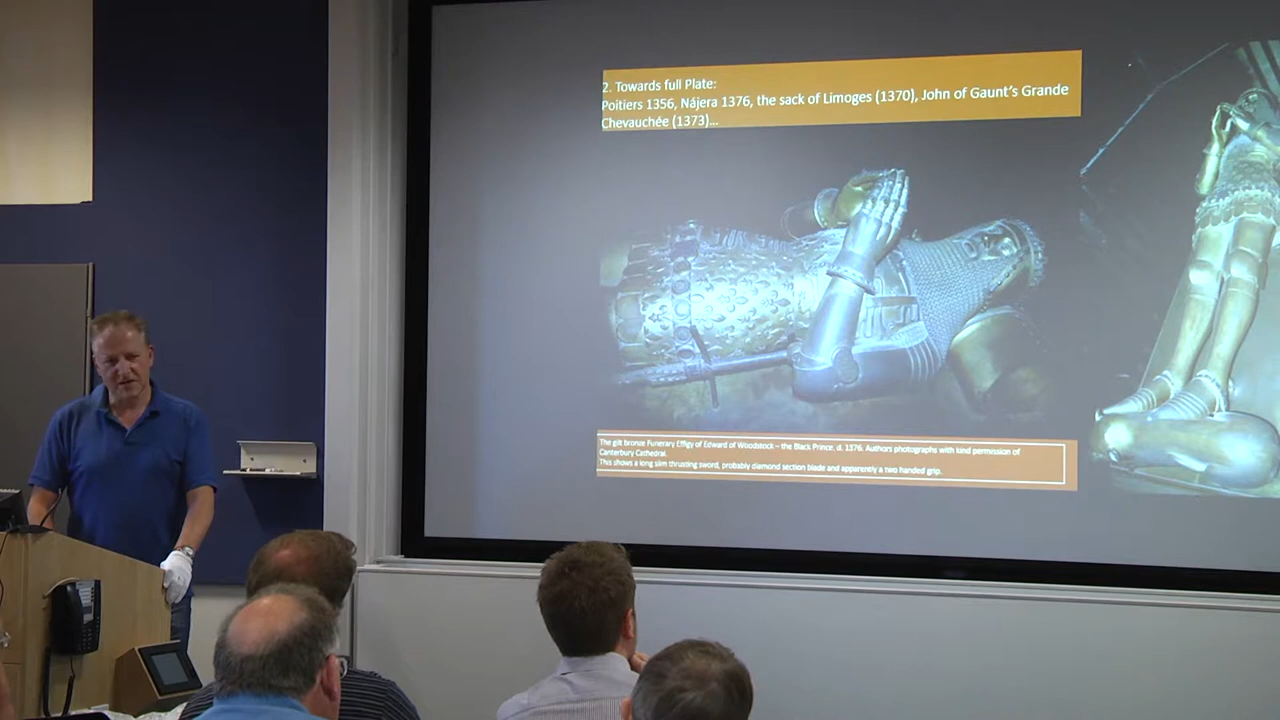 2. Towards full Plate:
Poitiers 1356, Nájera 1376, the sack of Limoges (1370), John of Gaunt's Grande
Chevauchée (1373)...
The gilt bronze Funerary Effigy of Edward of Woodstock – the Black Prince. d. 1376. Authors photographs with kind permission of
Canterbury Cathedral.
This shows a long slim thrusting sword, probably diamond section blade and apparently a two handed grip.